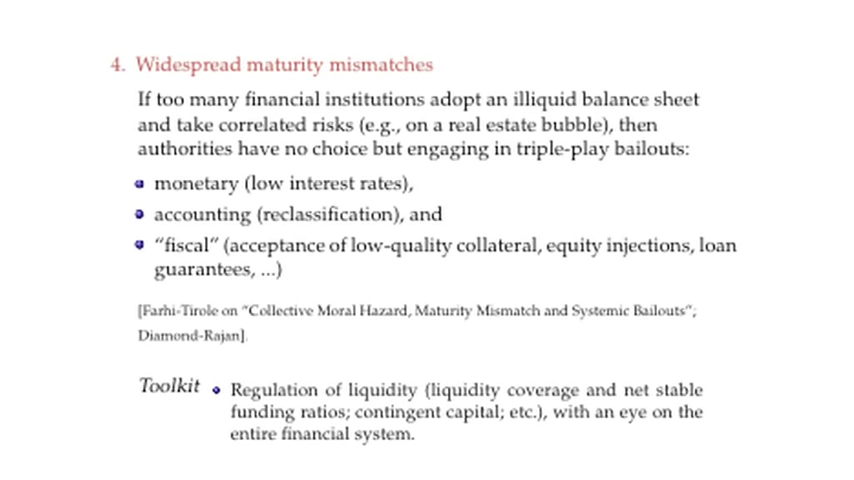 4. Widespread maturity mismatches
If too many financial institutions adopt an illiquid balance sheet
and take correlated risks (e.g., on a real estate bubble), then
authorities have no choice but engaging in triple-play bailouts:
monetary (low interest rates),
accounting (reclassification), and
“fiscal” (acceptance of low-quality collateral, equity injections, loan
guarantees, ...)
[Farhi-Tirole on “Collective Moral Hazard, Maturity Mismatch and Systemic Bailouts”;
Diamond-Rajan].
Toolkit • Regulation of liquidity (liquidity coverage and net stable
funding ratios; contingent capital; etc.), with an eye on the
entire financial system.